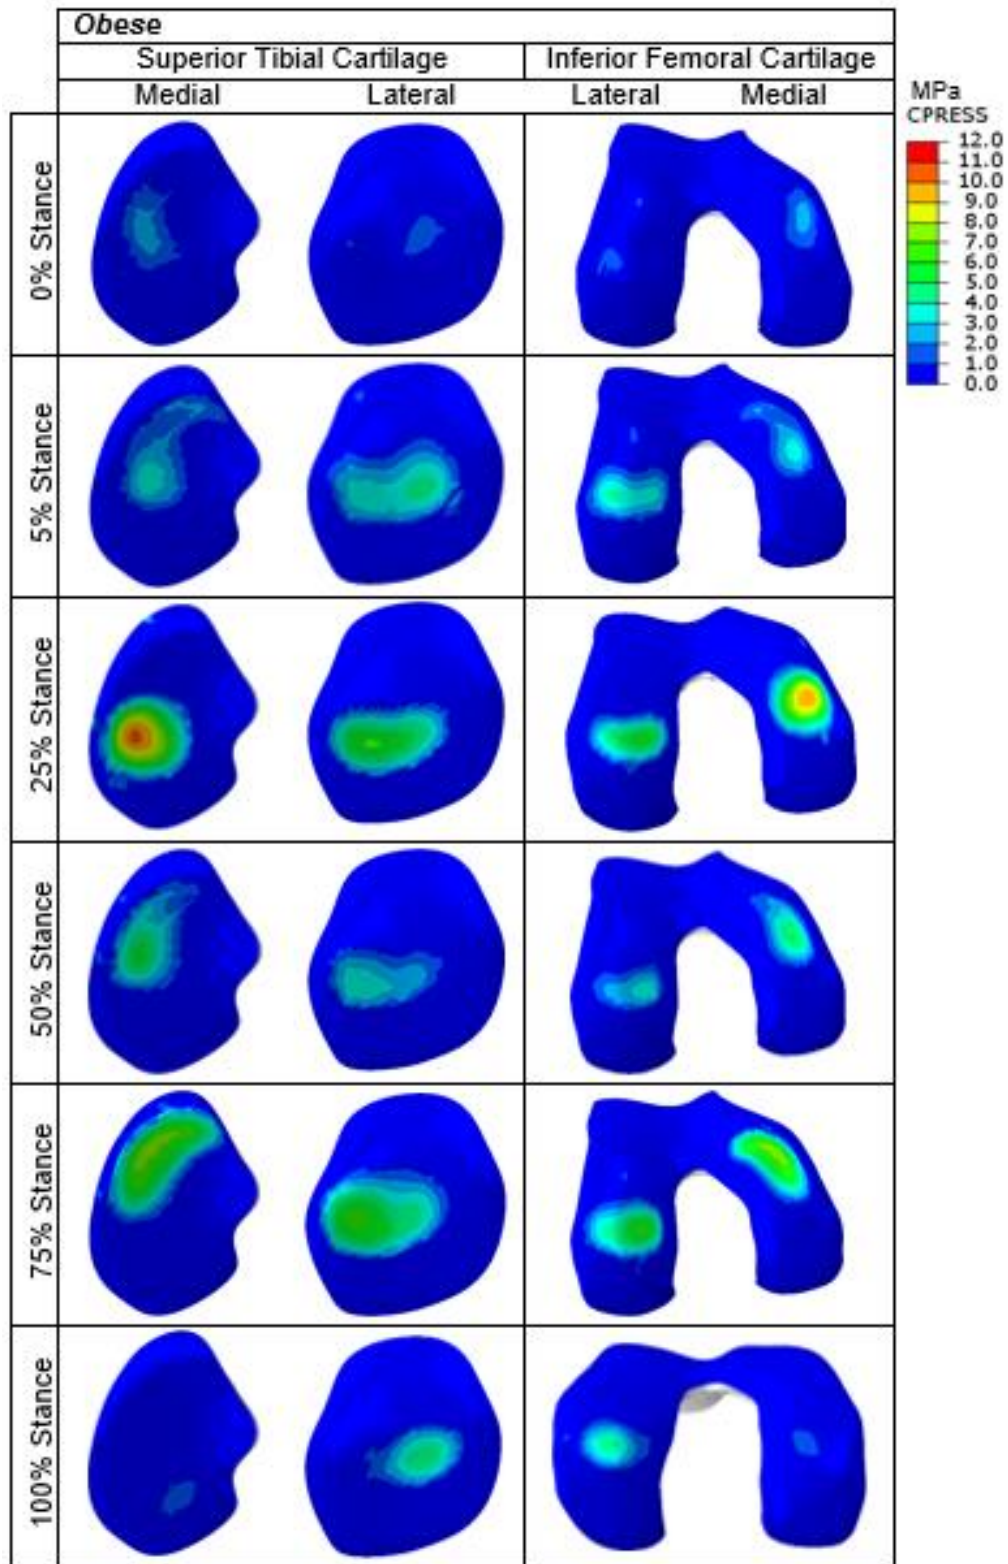 Obese
Superior Tibial Cartilage Inferior Femoral Cartilage
Medial Lateral Lateral Medial
MPa
CPRESS
12.0
11.0
10.0
9.0
8.0
7.0
6.0
5.0
4.0
3.0
2.0
1.0
0.0
0% Stance
5% Stance
25% Stance
50% Stance
75% Stance
100% Stance